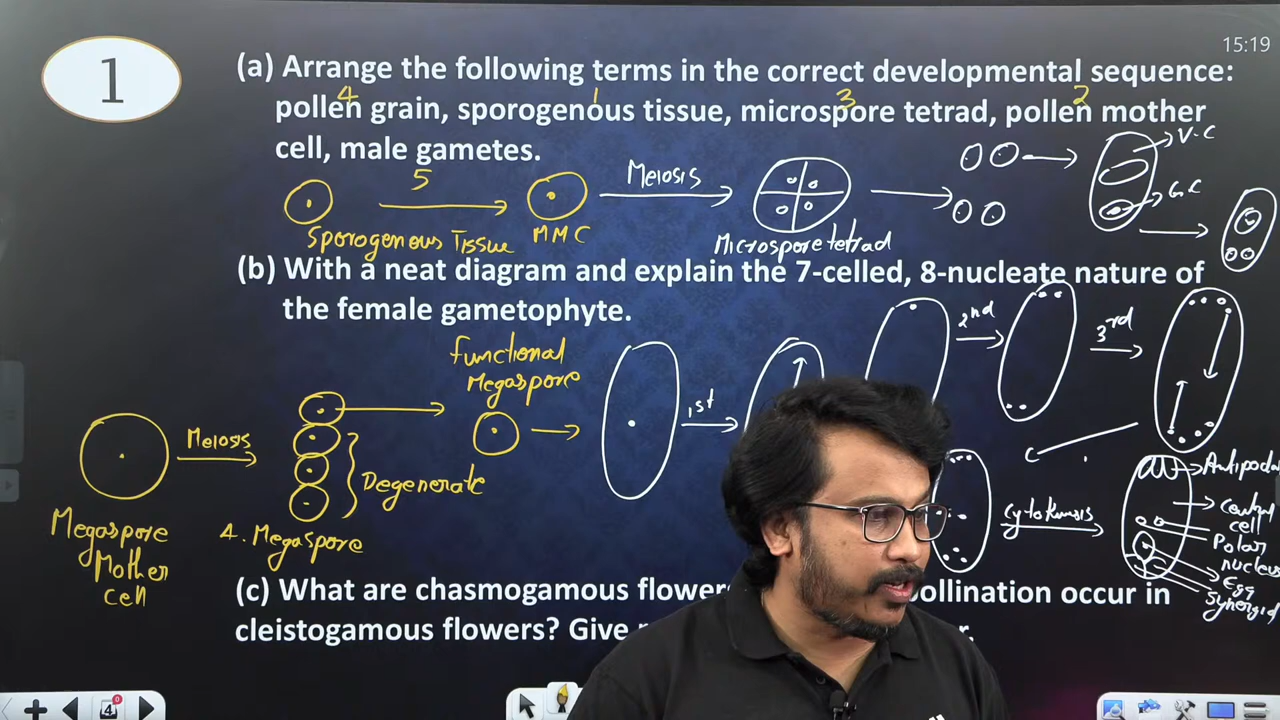 15:19
1
(a) Arrange the following terms in the correct developmental sequence:
4 1 3 2
pollen grain, sporogenous tissue, microspore tetrad, pollen mother
cell, male gametes.
5
V.C
Meiosis
G.C
Sporogenous Tissue
MMC
Microspore tetrad
(b) With a neat diagram and explain the 7-celled, 8-nucleate nature of
the female gametophyte.
2nd
3rd
functional
Megaspore
1st
Meiosis
Degenerate
Antipoda
Central
cell
Cytokinesis
Polar
nucleus
Egg
Synergid
Megaspore
Mother
cell
4. Megaspore
(c) What are chasmogamous flower
ollination occur in
cleistogamous flowers? Give
r.
4
0